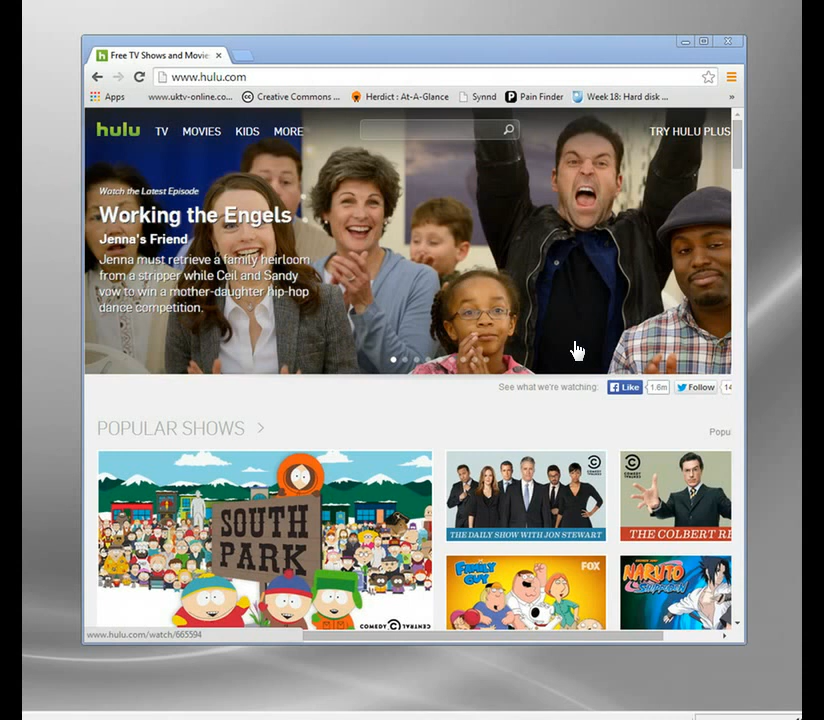 Free TV Shows and Movie
www.hulu.com
Apps www.uktv-online.co... Creative Commons ... Herdict : At-A-Glance Synnd Pain Finder Week 18: Hard disk ... »
hulu TV MOVIES KIDS MORE TRY HULU PLUS
Watch the Latest Episode
Working the Engels
Jenna's Friend
Jenna must retrieve a family heirloom
from a stripper while Ceil and Sandy
vow to win a mother-daughter hip-hop
dance competition.
See what we're watching: Like 1.6m Follow 14
POPULAR SHOWS
Popu
SOUTH
PARK
COMEDY CENTRAL
THE DAILY SHOW WITH JON STEWART
THE COLBERT RE
FAMILY GUY
FOX
NARUTO
SHIPPUDEN
www.hulu.com/watch/665594